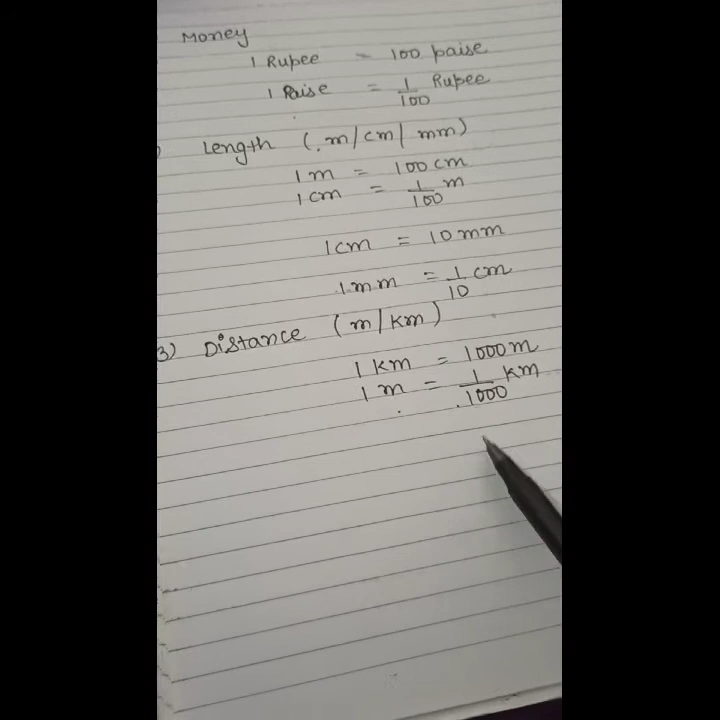 Money
1 Rupee = 100 paise
1 Paise = 1/100 Rupee
) Length (m/cm/mm)
1 m = 100 cm
1 cm = 1/100 m
1 cm = 10 mm
1 mm = 1/10 cm
3) Distance (m/km)
1 km = 1000 m
1 m = 1/1000 km